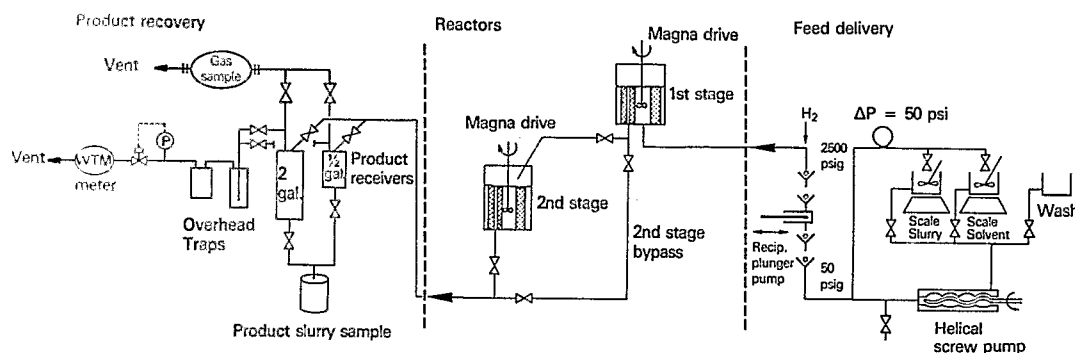 Product recovery
Vent
Gas
sample
Vent
WTM
meter
P
Overhead
Traps
2
gal.
1/2
gal.
Product
receivers
Product slurry sample
Reactors
Magna drive
1st stage
Magna drive
2nd stage
2nd stage
bypass
Feed delivery
H2
ΔP = 50 psi
2500
psig
Scale
Slurry
Scale
Solvent
Wash
Recip.
plunger
pump
50
psig
Helical
screw pump